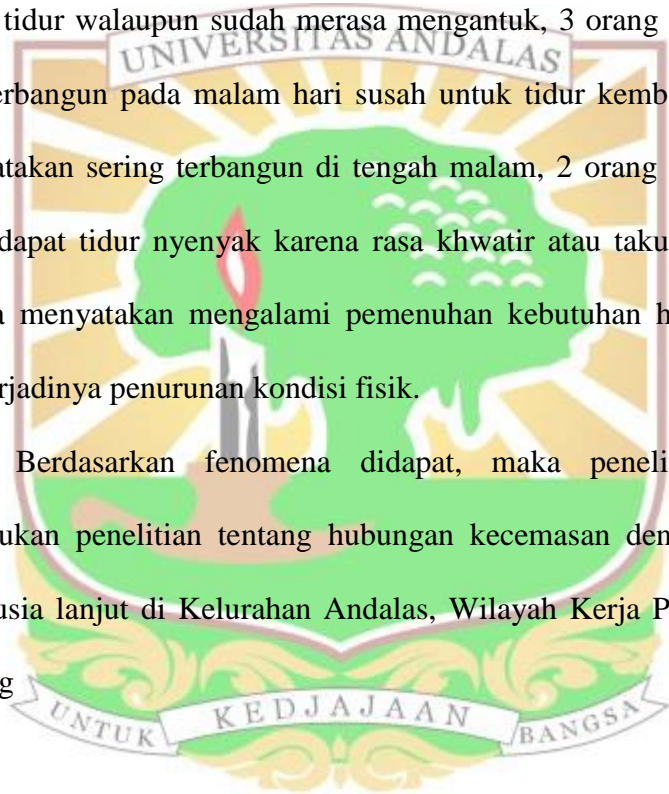 tidur walaupun sudah merasa mengantuk, 3 orang
UNIVERSITAS ANDALAS
erbangun pada malam hari susah untuk tidur kemb
atakan sering terbangun di tengah malam, 2 orang
dapat tidur nyenyak karena rasa khwatir atau taku
a menyatakan mengalami pemenuhan kebutuhan h
erjadinya penurunan kondisi fisik.
Berdasarkan fenomena didapat, maka penel
ukan penelitian tentang hubungan kecemasan den
usia lanjut di Kelurahan Andalas, Wilayah Kerja P
g
UNTUK KEDJAJAAN BANGSA